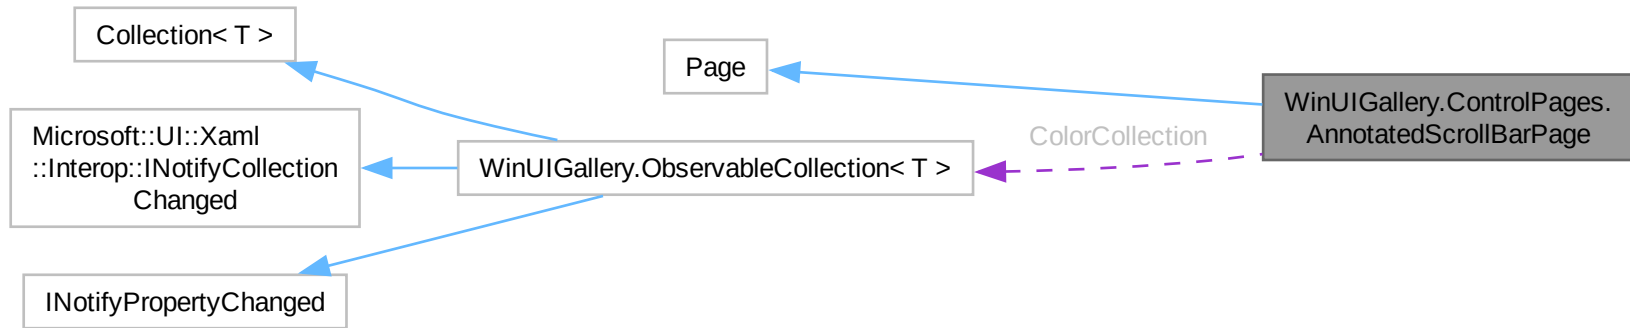 Collection< T >
Page
WinUIGallery.ControlPages.
AnnotatedScrollBarPage
Microsoft::UI::Xaml
::Interop::INotifyCollection
Changed
ColorCollection
WinUIGallery.ObservableCollection< T >
INotifyPropertyChanged